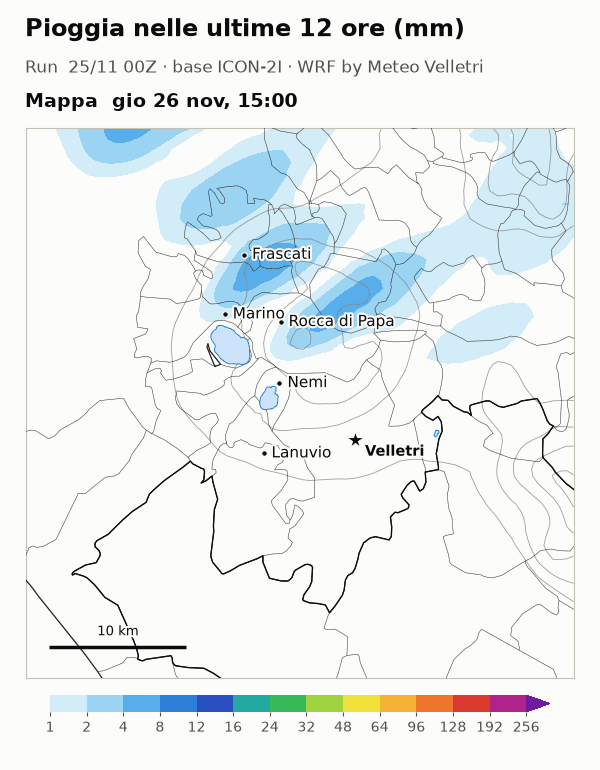 Pioggia nelle ultime 12 ore (mm)
Run 25/11 00Z · base ICON-2I · WRF by Meteo Velletri
Mappa gio 26 nov, 15:00
Frascati
Marino
Rocca di Papa
Nemi
Velletri
Lanuvio
10 km
1 2 4 8 12 16 24 32 48 64 96 128 192 256